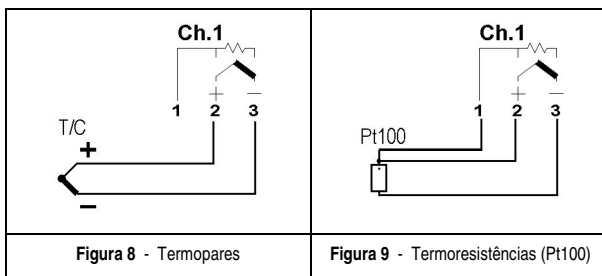 Ch.1
+ −
1 2 3
T/C
+
−
Figura 8 - Termopares
Ch.1
+ −
1 2 3
Pt100
Figura 9 - Termoresistências (Pt100)